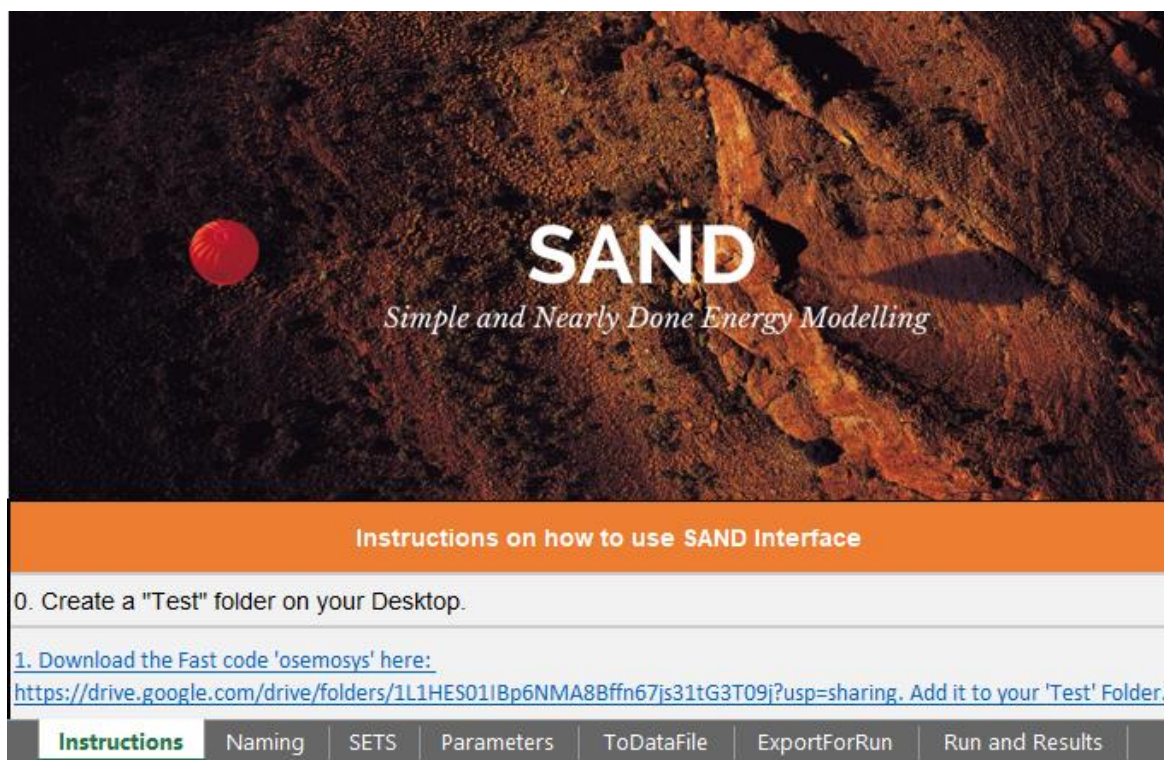 SAND
Simple and Nearly Done Energy Modelling
Instructions on how to use SAND Interface
0. Create a "Test" folder on your Desktop.
1. Download the Fast code 'osemosys' here:
https://drive.google.com/drive/folders/1L1HES01IBp6NMA8Bffn67js31tG3T09j?usp=sharing. Add it to your 'Test' Folder.
Instructions Naming SETS Parameters ToDataFile ExportForRun Run and Results